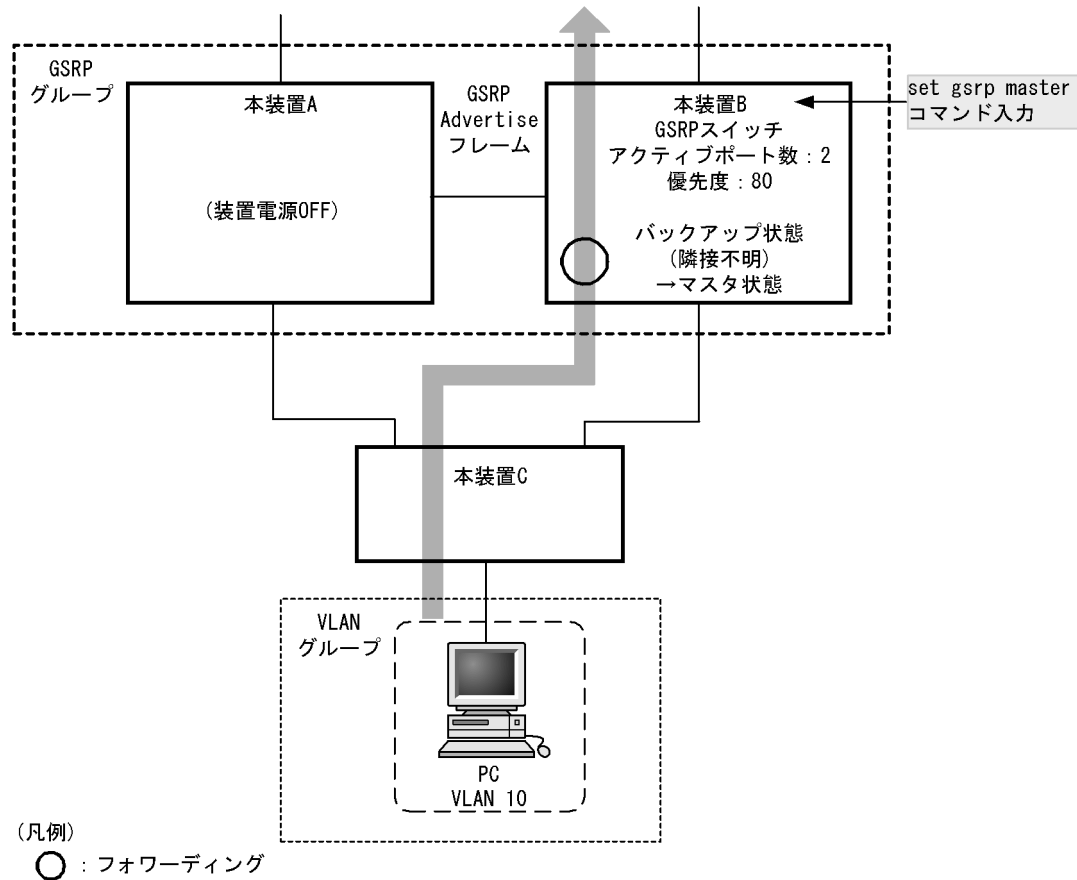 GSRP
グループ
本装置A
(装置電源OFF)
GSRP
Advertise
フレーム
本装置B
GSRPスイッチ
アクティブポート数：2
優先度：80
バックアップ状態
(隣接不明)
→マスタ状態
set gsrp master
コマンド入力
本装置C
VLAN
グループ
PC
VLAN 10
(凡例)
：フォワーディング